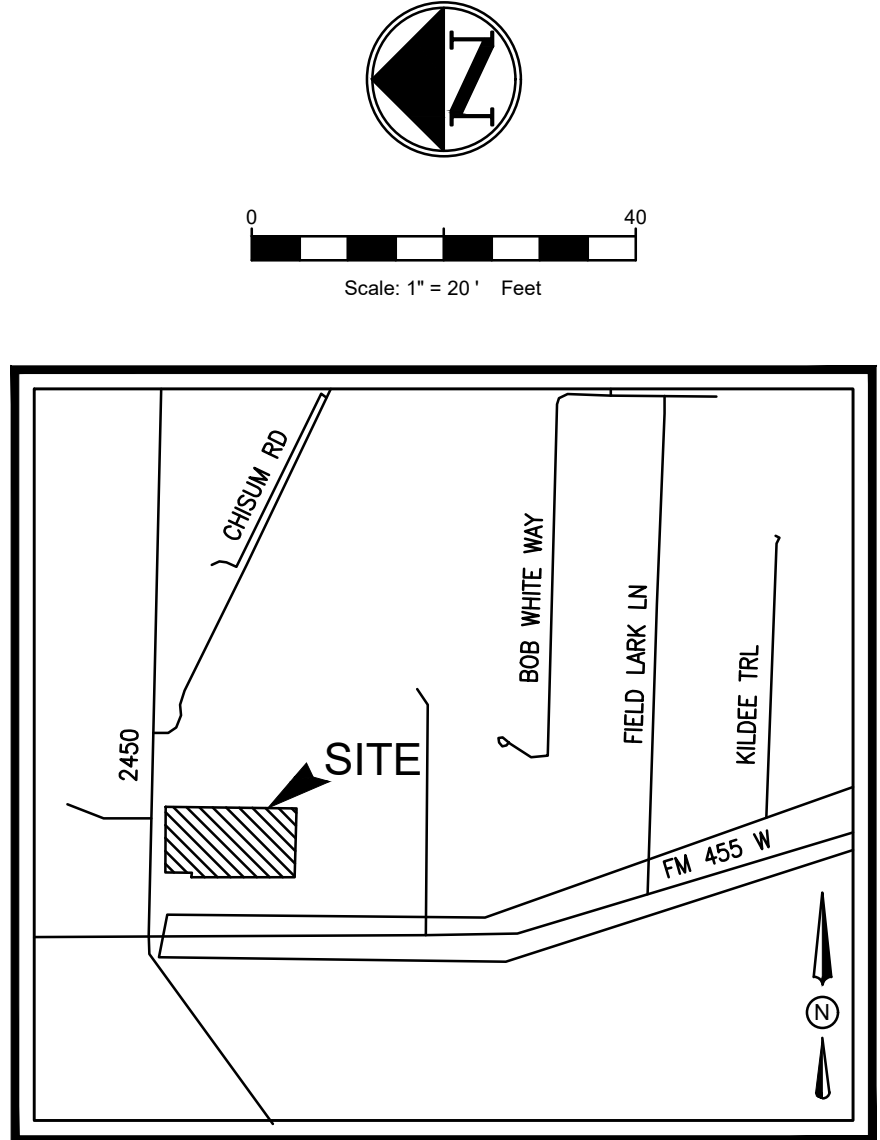 N
0 40
Scale: 1" = 20 ' Feet
CHISUM RD
BOB WHITE WAY
FIELD LARK LN
KILDEE TRL
2450
SITE
FM 455 W
N